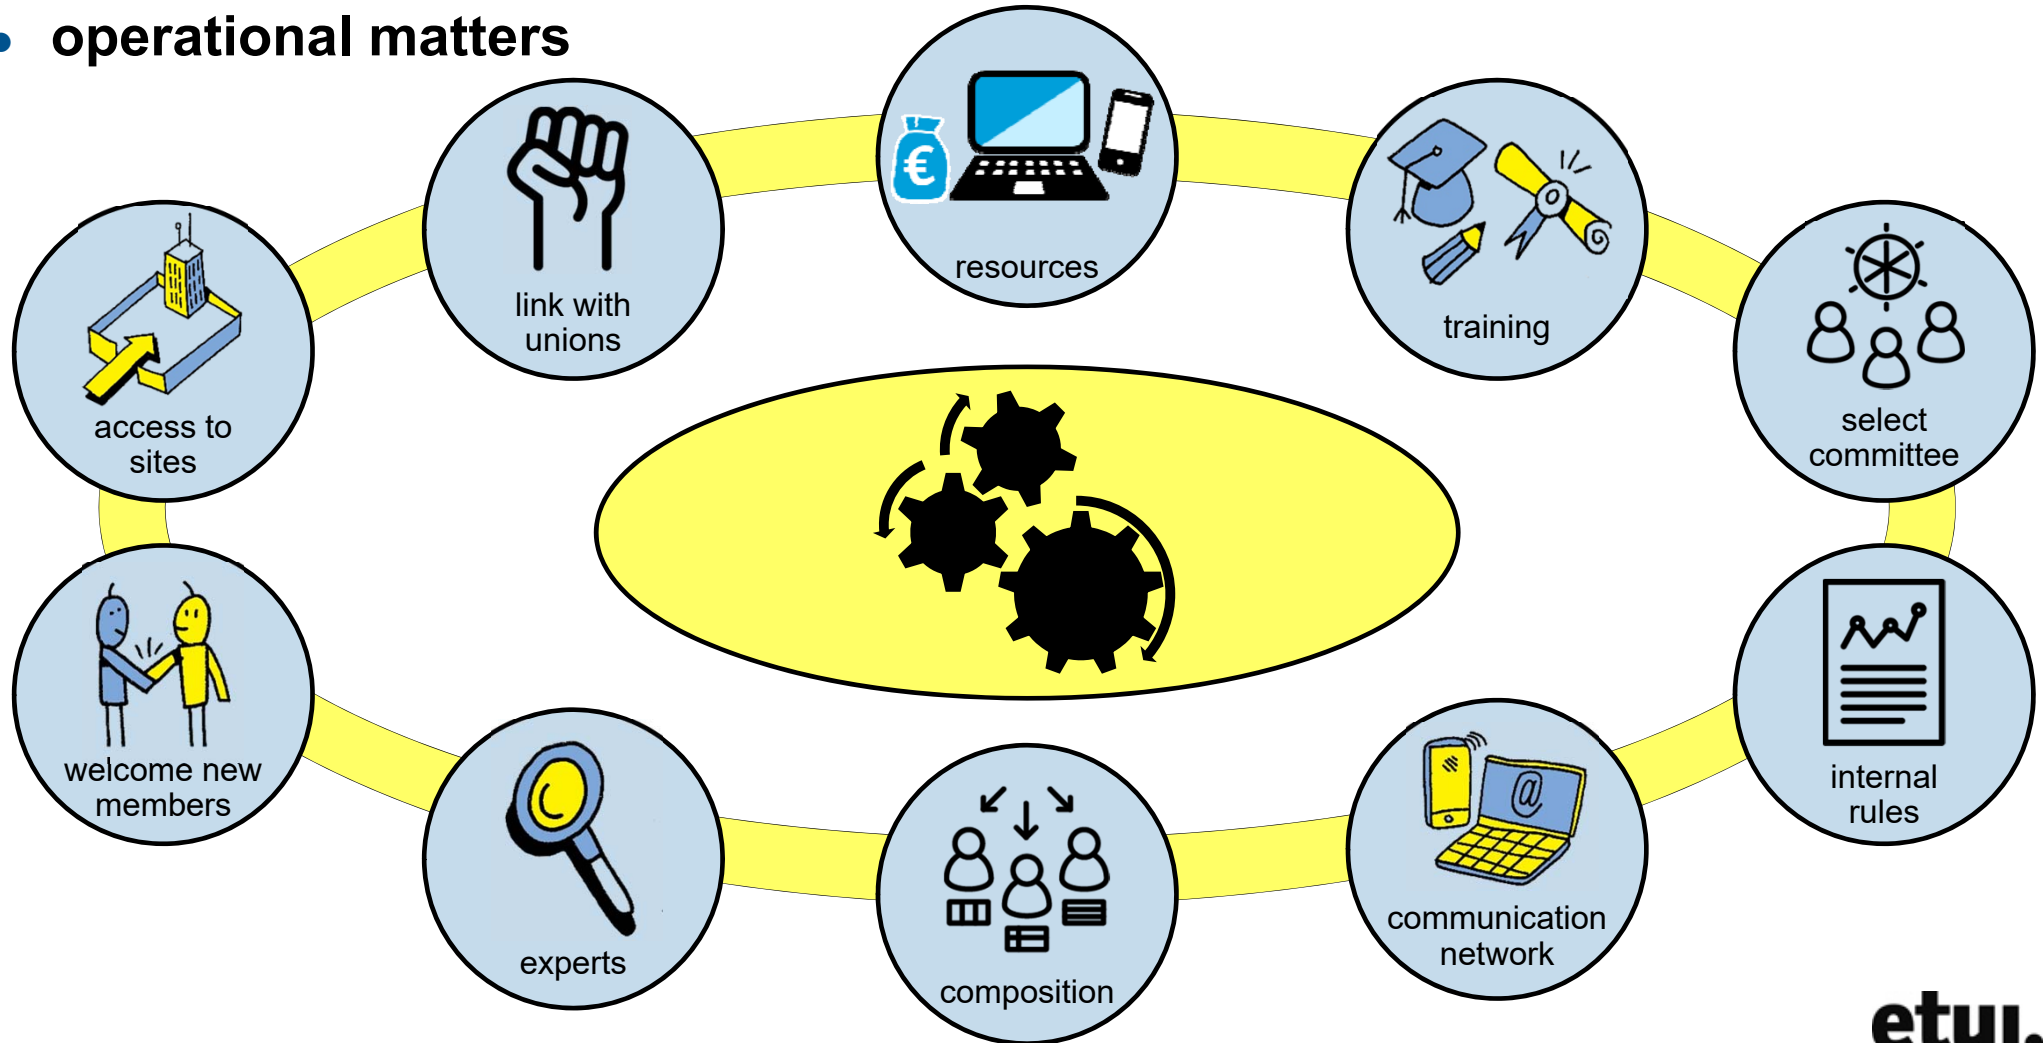 • operational matters
resources
link with
unions
training
access to
sites
select
committee
€
@
welcome new
members
internal
rules
experts
composition
communication
network
etui.